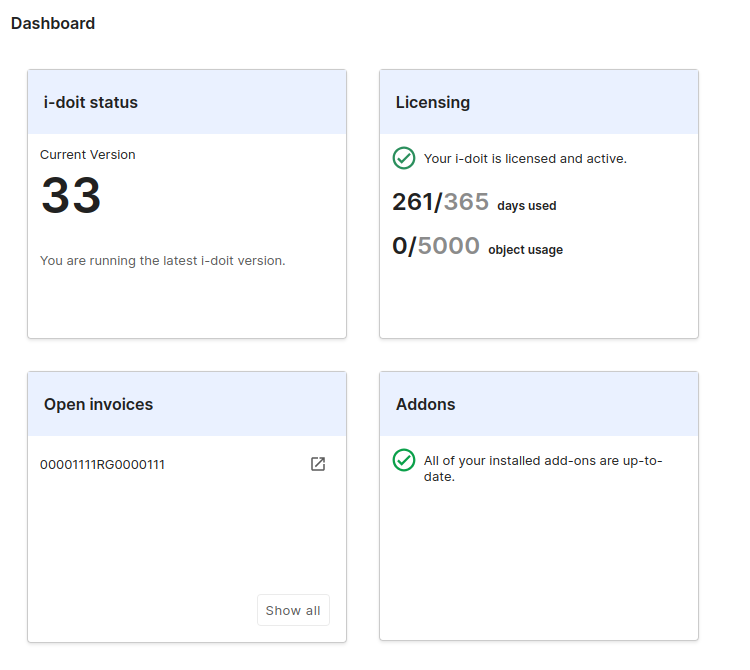 Dashboard
i-doit status
Current Version
33
You are running the latest i-doit version.
Licensing
Your i-doit is licensed and active.
261/365 days used
0/5000 object usage
Open invoices
00001111RG0000111
Show all
Addons
All of your installed add-ons are up-to-
date.